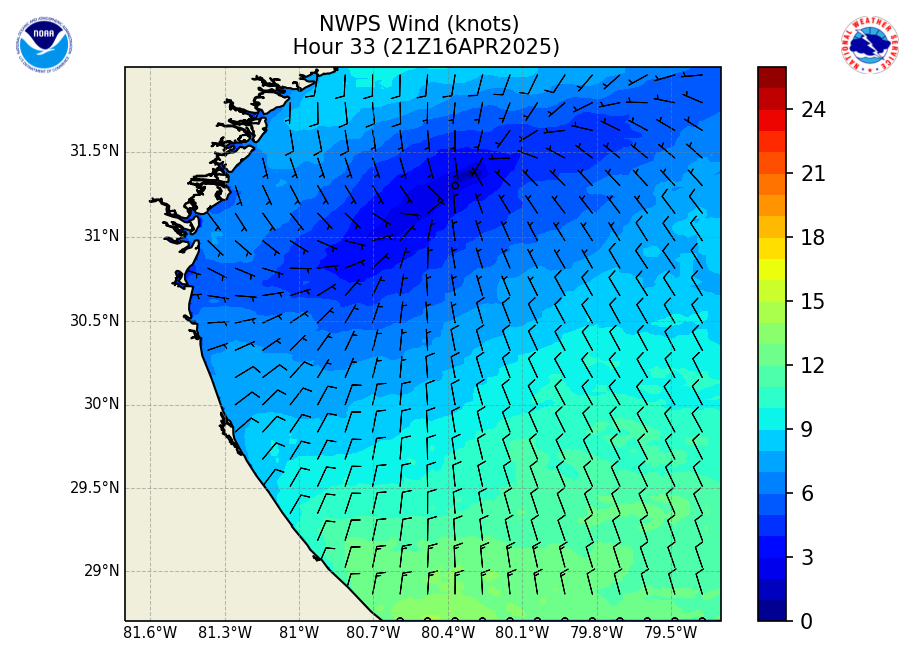 NWPS Wind (knots)
Hour 33 (21Z16APR2025)
NOAA
NATIONAL WEATHER SERVICE
31.5°N
31°N
30.5°N
30°N
29.5°N
29°N
81.6°W 81.3°W 81°W 80.7°W 80.4°W 80.1°W 79.8°W 79.5°W
24
21
18
15
12
9
6
3
0